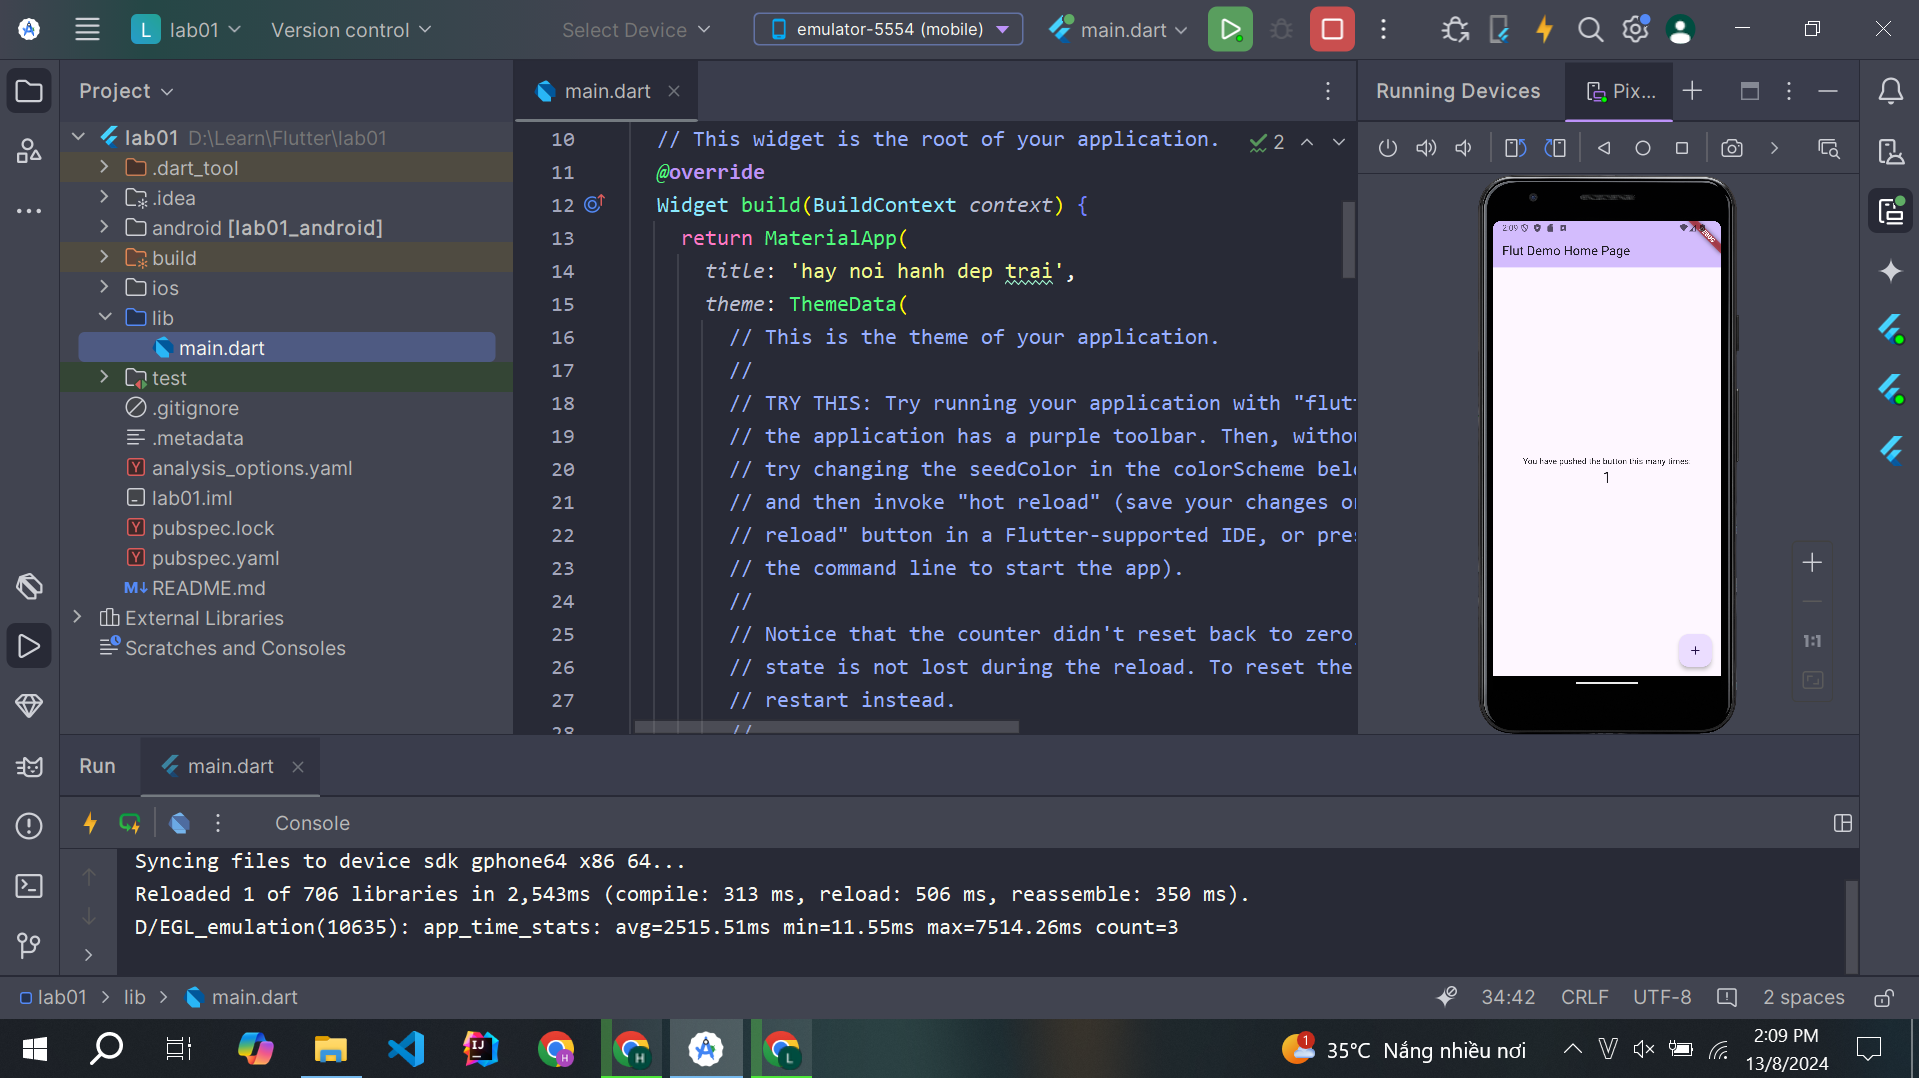 L lab01 Version control Select Device emulator-5554 (mobile) main.dart
Project
main.dart
Running Devices Pix...
lab01 D:\Learn\Flutter\lab01
.dart_tool
.idea
android [lab01_android]
build
ios
lib
main.dart
test
.gitignore
.metadata
Y analysis_options.yaml
lab01.iml
Y pubspec.lock
Y pubspec.yaml
M↓ README.md
External Libraries
Scratches and Consoles
2
10 // This widget is the root of your application.
11 @override
12 Widget build(BuildContext context) {
13 return MaterialApp(
14 title: 'hay noi hanh dep trai',
15 theme: ThemeData(
16 // This is the theme of your application.
17 //
18 // TRY THIS: Try running your application with "flut
19 // the application has a purple toolbar. Then, withou
20 // try changing the seedColor in the colorScheme bel
21 // and then invoke "hot reload" (save your changes o
22 // reload" button in a Flutter-supported IDE, or pre
23 // the command line to start the app).
24 //
25 // Notice that the counter didn't reset back to zero
26 // state is not lost during the reload. To reset the
27 // restart instead.
28 //
2:09
DEBUG
Flut Demo Home Page
You have pushed the button this many times:
1
+
1:1
Run main.dart
Console
Syncing files to device sdk gphone64 x86 64...
Reloaded 1 of 706 libraries in 2,543ms (compile: 313 ms, reload: 506 ms, reassemble: 350 ms).
D/EGL_emulation(10635): app_time_stats: avg=2515.51ms min=11.55ms max=7514.26ms count=3
lab01 > lib > main.dart
34:42 CRLF UTF-8 2 spaces
IJ H H L
1 35°C Nắng nhiều nơi
V
2:09 PM
13/8/2024